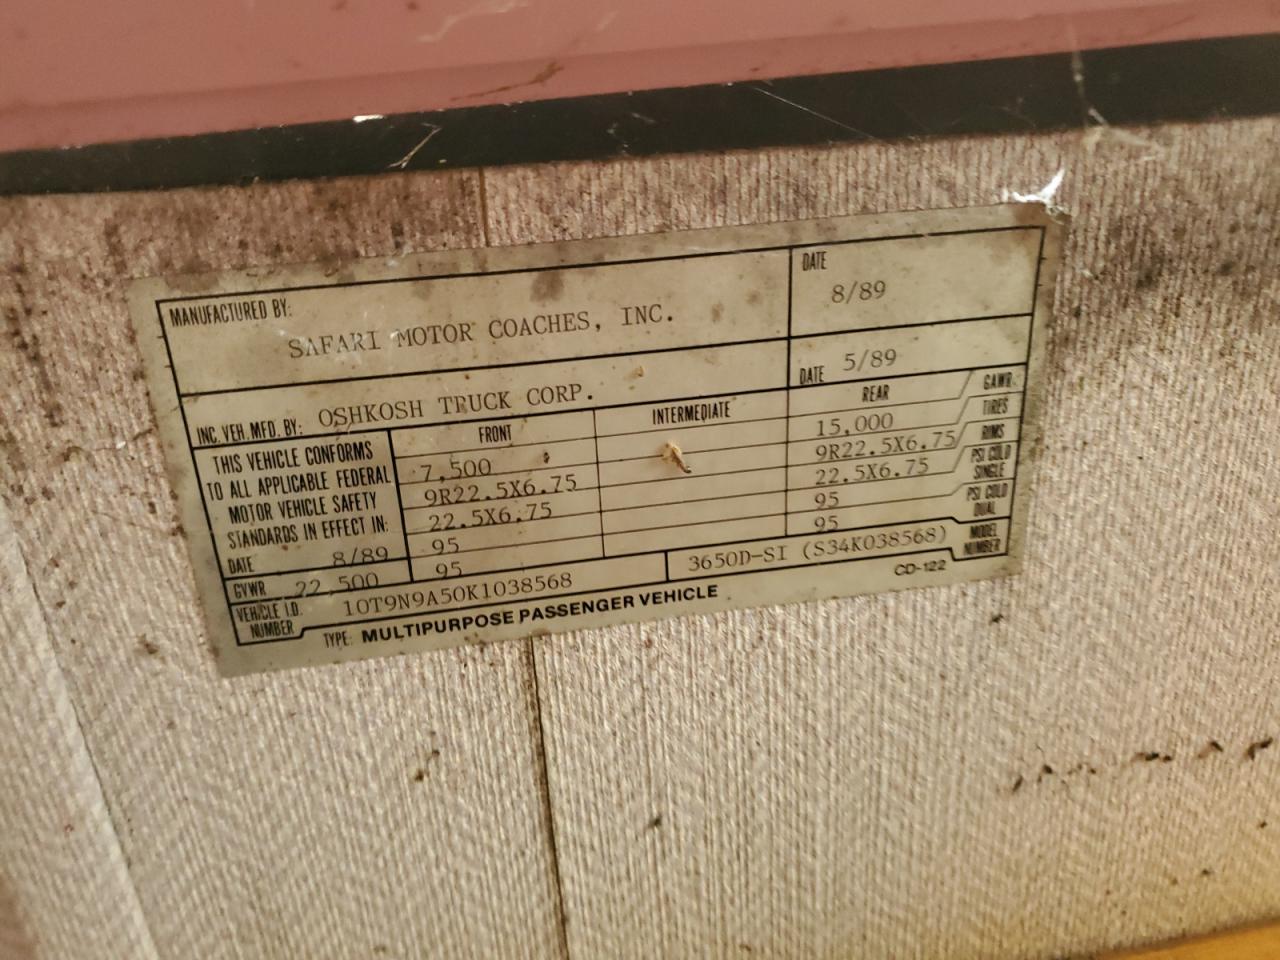 MANUFACTURED BY:
SAFARI MOTOR COACHES, INC.
DATE
8/89
INC. VEH. MFD. BY: OSHKOSH TRUCK CORP.
DATE 5/89
THIS VEHICLE CONFORMS
TO ALL APPLICABLE FEDERAL
MOTOR VEHICLE SAFETY
STANDARDS IN EFFECT IN:
DATE 8/89
GVWR 22,500
FRONT INTERMEDIATE REAR
7,500 15,000 GAWR
9R22.5X6.75 9R22.5X6.75 TIRES
22.5X6.75 22.5X6.75 RIMS
95 95 PSI COLD SINGLE
95 95 PSI COLD DUAL
VEHICLE I.D. NUMBER 10T9N9A50K1038568
3650D-SI (S34K038568) MODEL NUMBER
TYPE: MULTIPURPOSE PASSENGER VEHICLE
CD-122